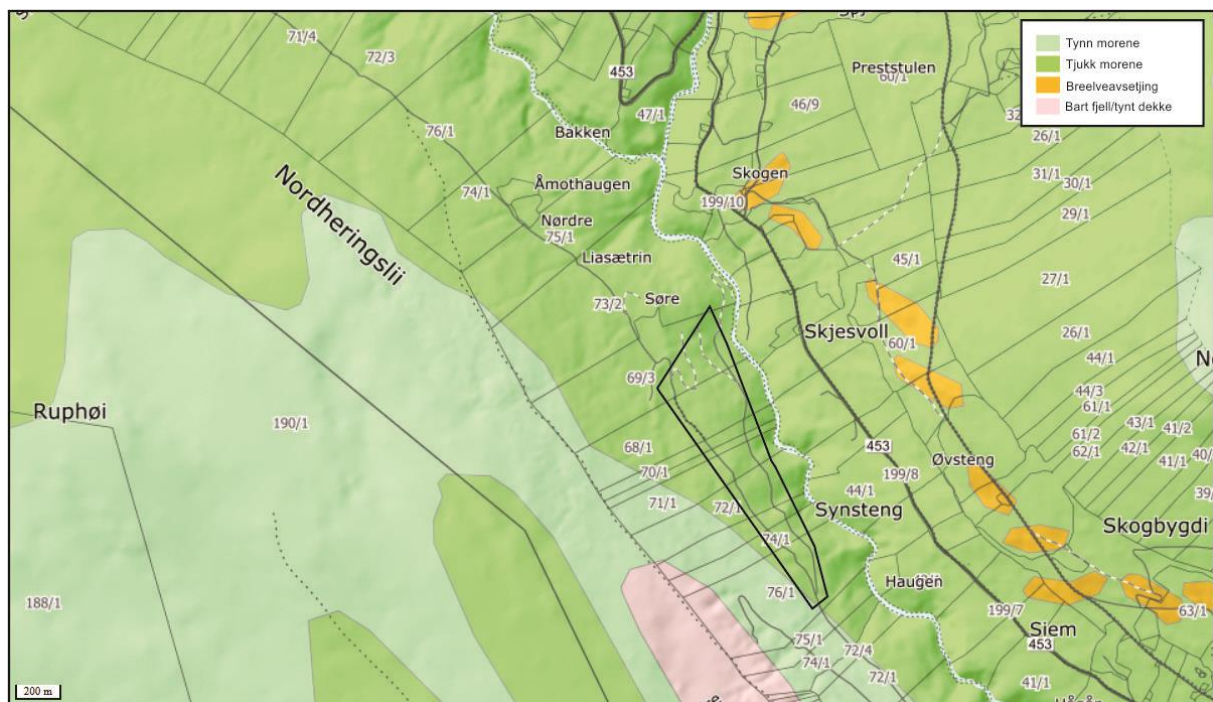 71/4
72/3
453
Preststulen
60/1
46/9
47/1
Bakken
76/1
26/1
31/1
30/1
29/1
Skogen
199/10
Åmothaugen
74/1
Nørdre
75/1
Nordheringslii
Liasætrin
45/1
27/1
73/2
Søre
Skjesvoll
60/1
26/1
44/1
69/3
44/3
61/1
Ruphøi
190/1
43/1
41/2
61/2
42/1
62/1
41/1
68/1
453
Øvsteng
70/1
199/8
44/1
71/1
72/1
Synsteng
Skogbygdi
74/1
Haugen
188/1
76/1
199/7
63/1
Siem
75/1
72/4
453
74/1
72/1
41/1
200 m
Tynn morene
Tjukk morene
Breelveavsetjing
Bart fjell/tynt dekke